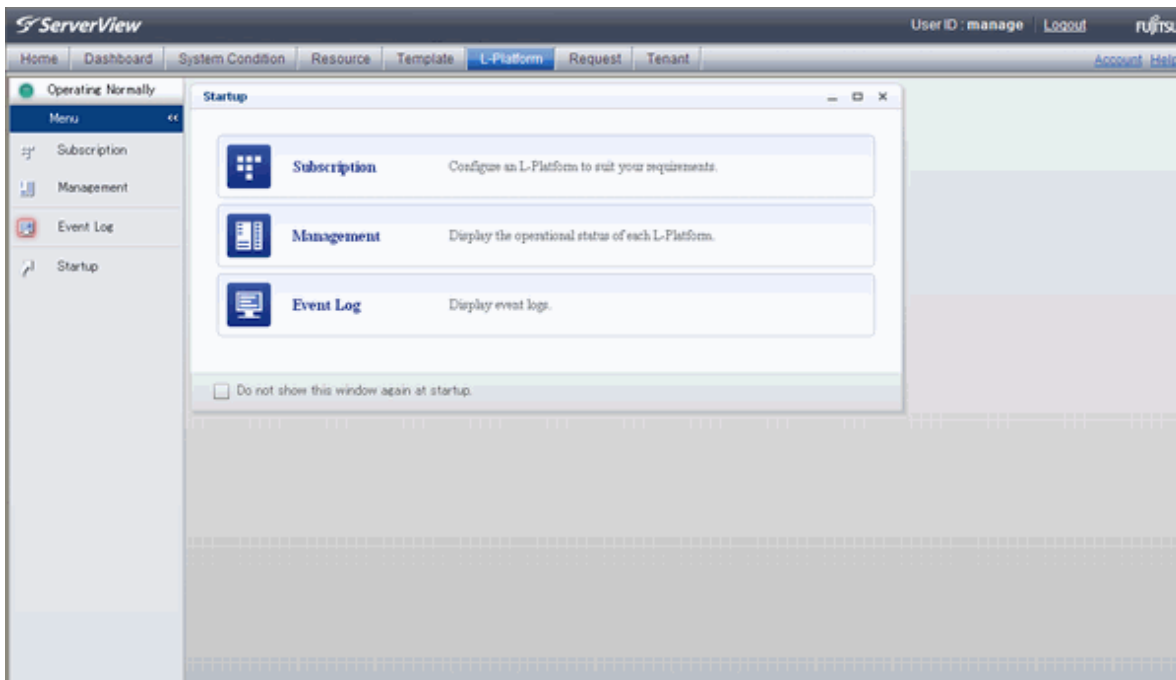 ServerView
User ID : manage Logout FUJITSU
Home Dashboard System Condition Resource Template L-Platform Request Tenant Account Help
Operating Normally
Menu <<
Subscription
Management
Event Log
Startup
Startup
Subscription Configure an L-Platform to suit your requirements.
Management Display the operational status of each L-Platform.
Event Log Display event logs.
Do not show this window again at startup.